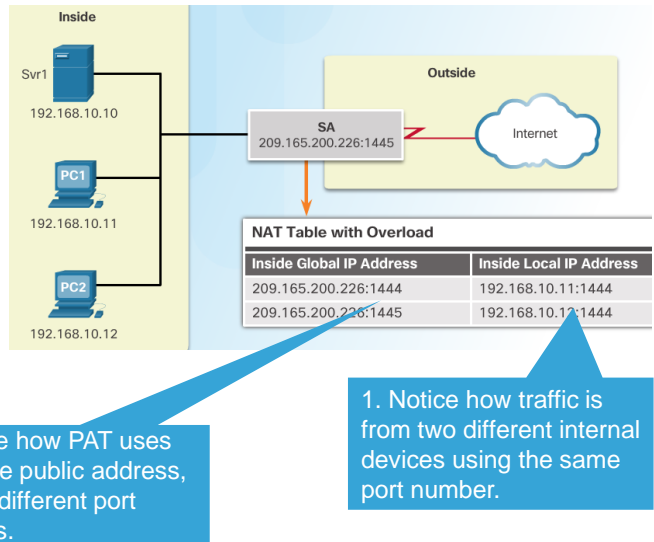 Inside
Svr1
192.168.10.10
PC1
192.168.10.11
PC2
192.168.10.12
Outside
SA
209.165.200.226:1445
Internet
NAT Table with Overload
Inside Global IP Address Inside Local IP Address
209.165.200.226:1444 192.168.10.11:1444
209.165.200.226:1445 192.168.10.12:1444
how PAT uses
public address,
different port
1. Notice how traffic is
from two different internal
devices using the same
port number.